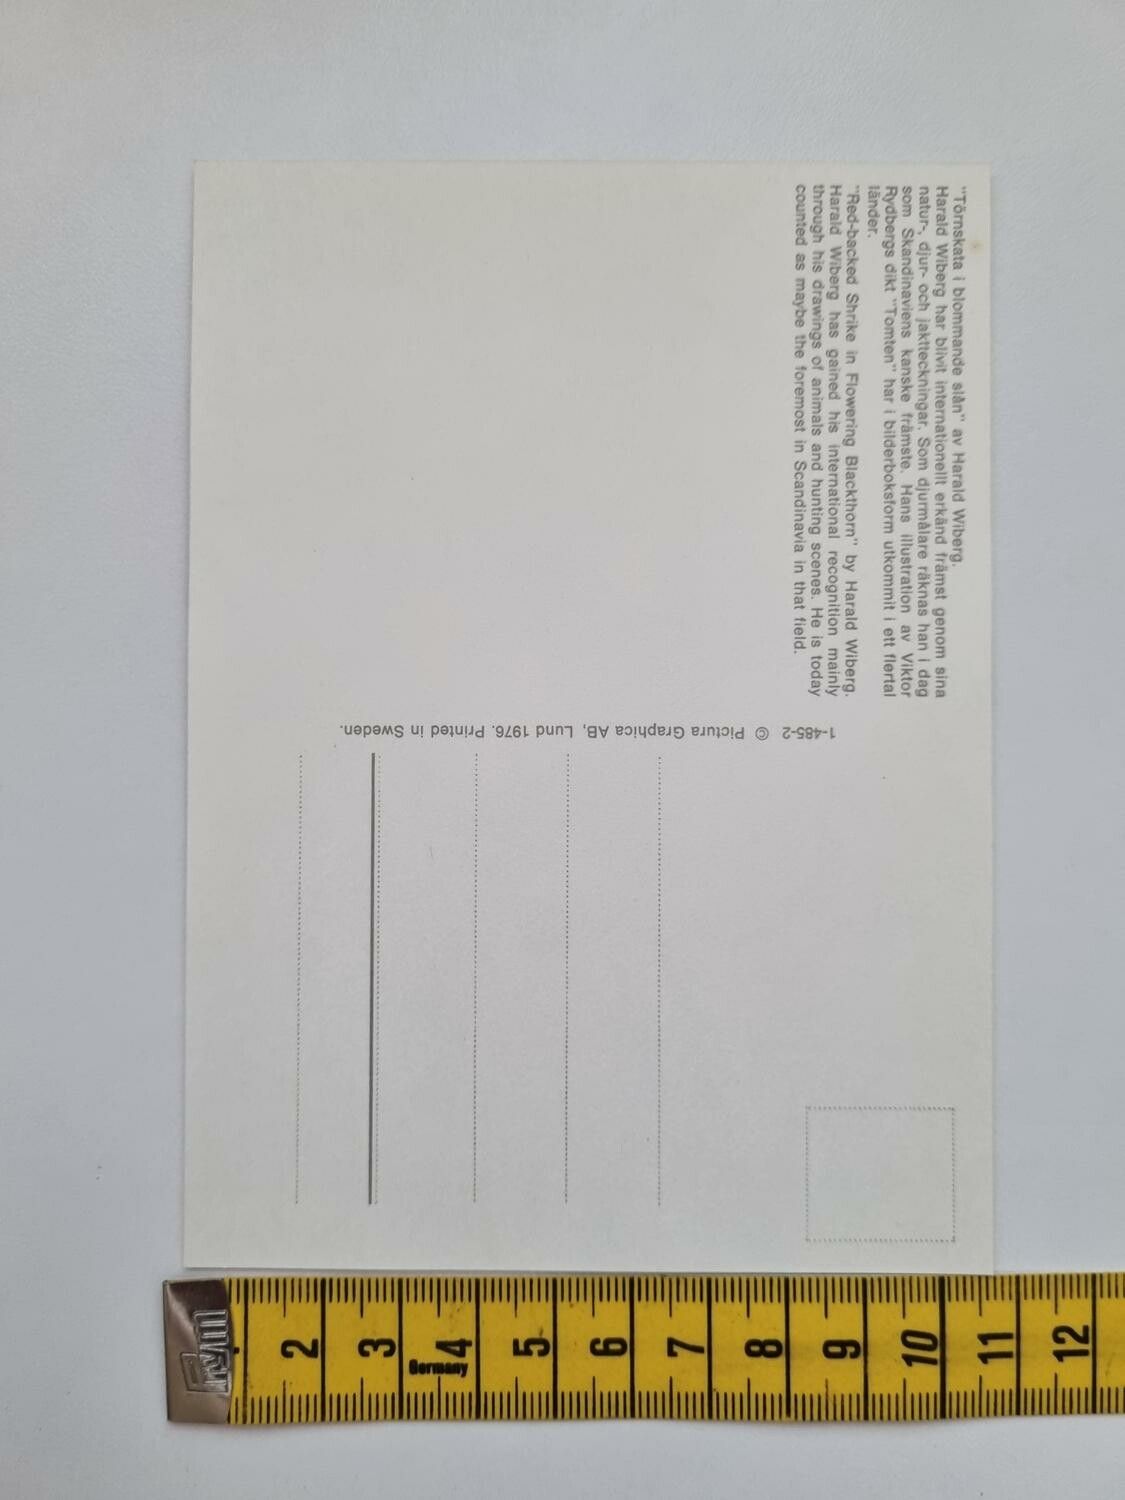 "Törnskata i blommande slån" av Harald Wiberg.
Harald Wiberg har blivit internationellt erkänd främst genom sina
natur-, djur- och jaktteckningar. Som djurmålare räknas han i dag
som Skandinaviens kanske främste. Hans illustration av Viktor
Rydbergs dikt "Tomten" har i bilderboksform utkommit i ett flertal
länder.
"Red-backed Shrike in Flowering Blackthorn" by Harald Wiberg.
Harald Wiberg has gained his international recognition mainly
through his drawings of animals and hunting scenes. He is today
counted as maybe the foremost in Scandinavia in that field.
1-485-2 © Pictura Graphica AB, Lund 1976. Printed in Sweden.
Prym
2 3 4 5 6 7 8 9 10 11 12
Germany